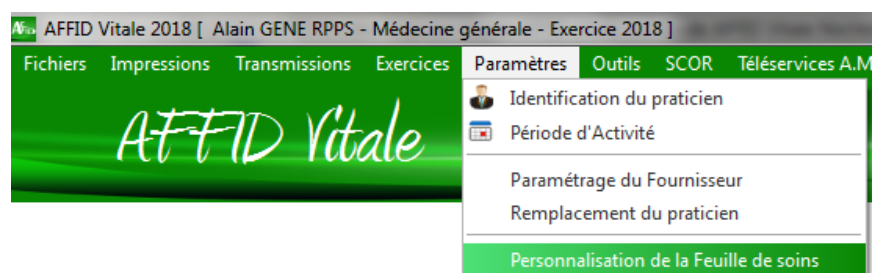 AFFID Vitale 2018 [ Alain GENE RPPS - Médecine générale - Exercice 2018 ]
Fichiers Impressions Transmissions Exercices Paramètres Outils SCOR Téléservices A.M
AFFID Vitale
Identification du praticien
Période d'Activité
Paramétrage du Fournisseur
Remplacement du praticien
Personnalisation de la Feuille de soins